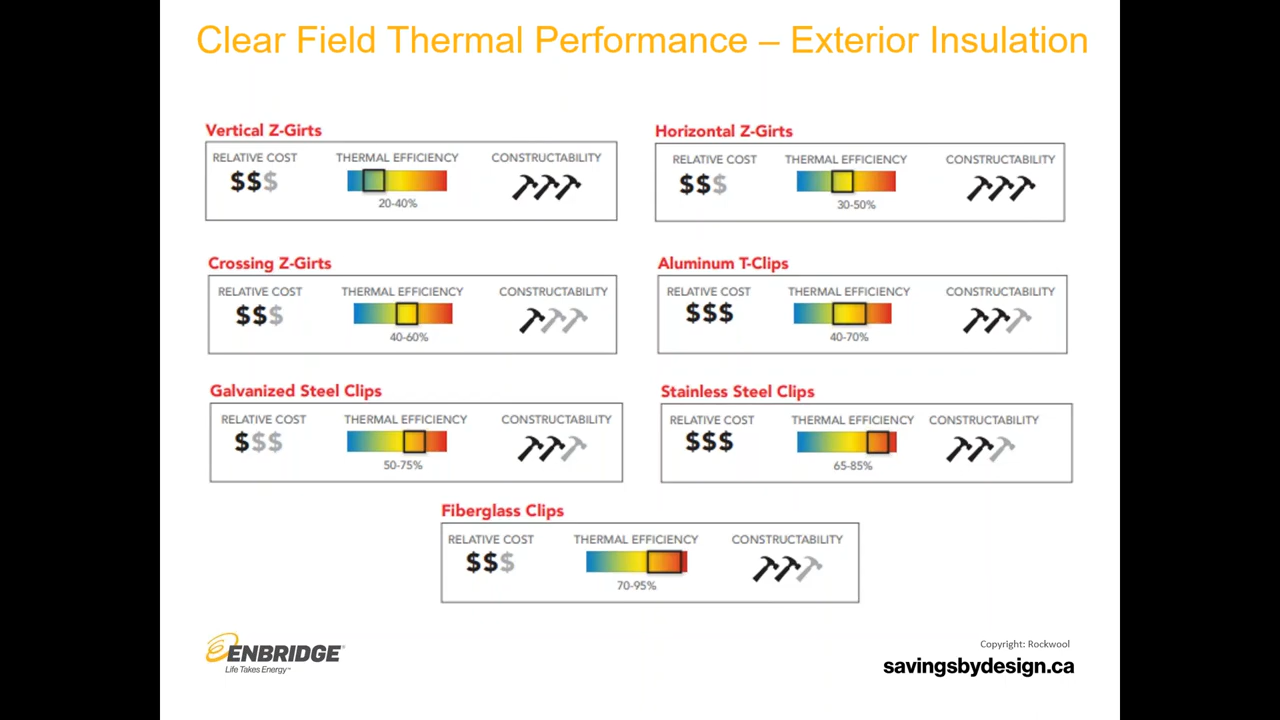 Clear Field Thermal Performance – Exterior Insulation
Vertical Z-Girts
RELATIVE COST THERMAL EFFICIENCY CONSTRUCTABILITY
$$$
20-40%
Horizontal Z-Girts
RELATIVE COST THERMAL EFFICIENCY CONSTRUCTABILITY
$$$
30-50%
Crossing Z-Girts
RELATIVE COST THERMAL EFFICIENCY CONSTRUCTABILITY
$$$
40-60%
Aluminum T-Clips
RELATIVE COST THERMAL EFFICIENCY CONSTRUCTABILITY
$$$
40-70%
Galvanized Steel Clips
RELATIVE COST THERMAL EFFICIENCY CONSTRUCTABILITY
$$$
50-75%
Stainless Steel Clips
RELATIVE COST THERMAL EFFICIENCY CONSTRUCTABILITY
$$$
65-85%
Fiberglass Clips
RELATIVE COST THERMAL EFFICIENCY CONSTRUCTABILITY
$$$
70-95%
ENBRIDGE
Life Takes Energy™
Copyright: Rockwool
savingsbydesign.ca